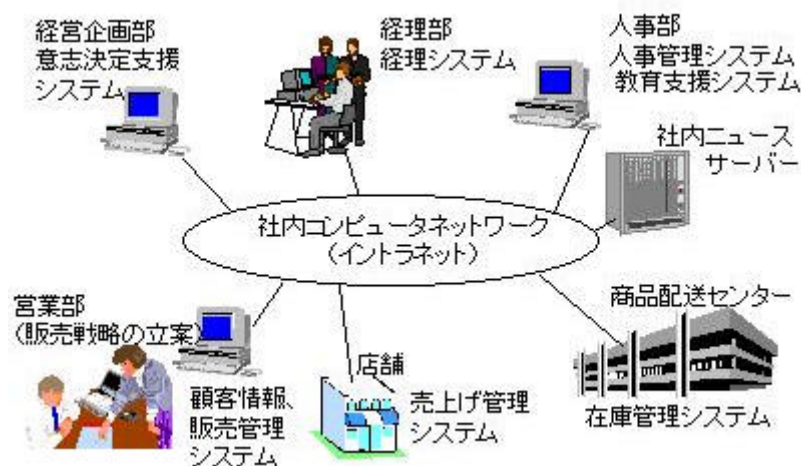 経営企画部
意志決定支援
システム
経理部
経理システム
人事部
人事管理システム
教育支援システム
社内ニュース
サーバー
社内コンピュータネットワーク
(イントラネット)
営業部
(販売戦略の立案)
顧客情報、
販売管理
システム
店舗
売上げ管理
システム
商品配送センター
在庫管理システム